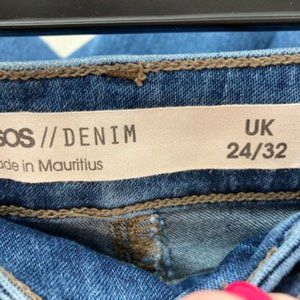 SOS // DENIM
ade in Mauritius
UK
24/32